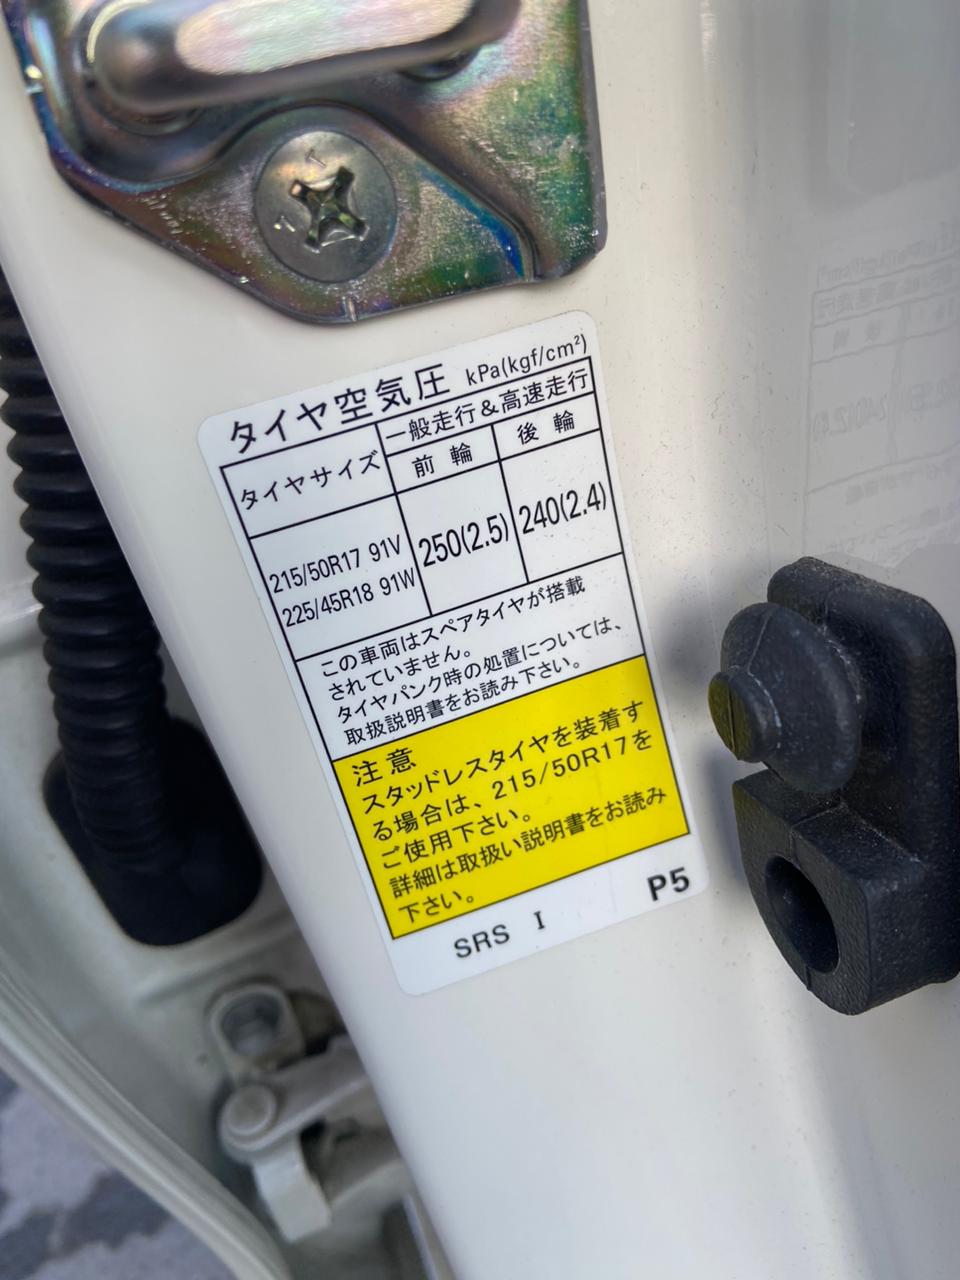 タイヤ空気圧 kPa(kgf/cm²)
タイヤサイズ 一般走行&高速走行
前輪 後輪
215/50R17 91V 250(2.5) 240(2.4)
225/45R18 91W
この車両はスペアタイヤが搭載
されていません。
タイヤパンク時の処置については、
取扱説明書をお読み下さい。
注意
スタッドレスタイヤを装着す
る場合は、215/50R17を
ご使用下さい。
詳細は取扱い説明書をお読み
下さい。
SRS I P5